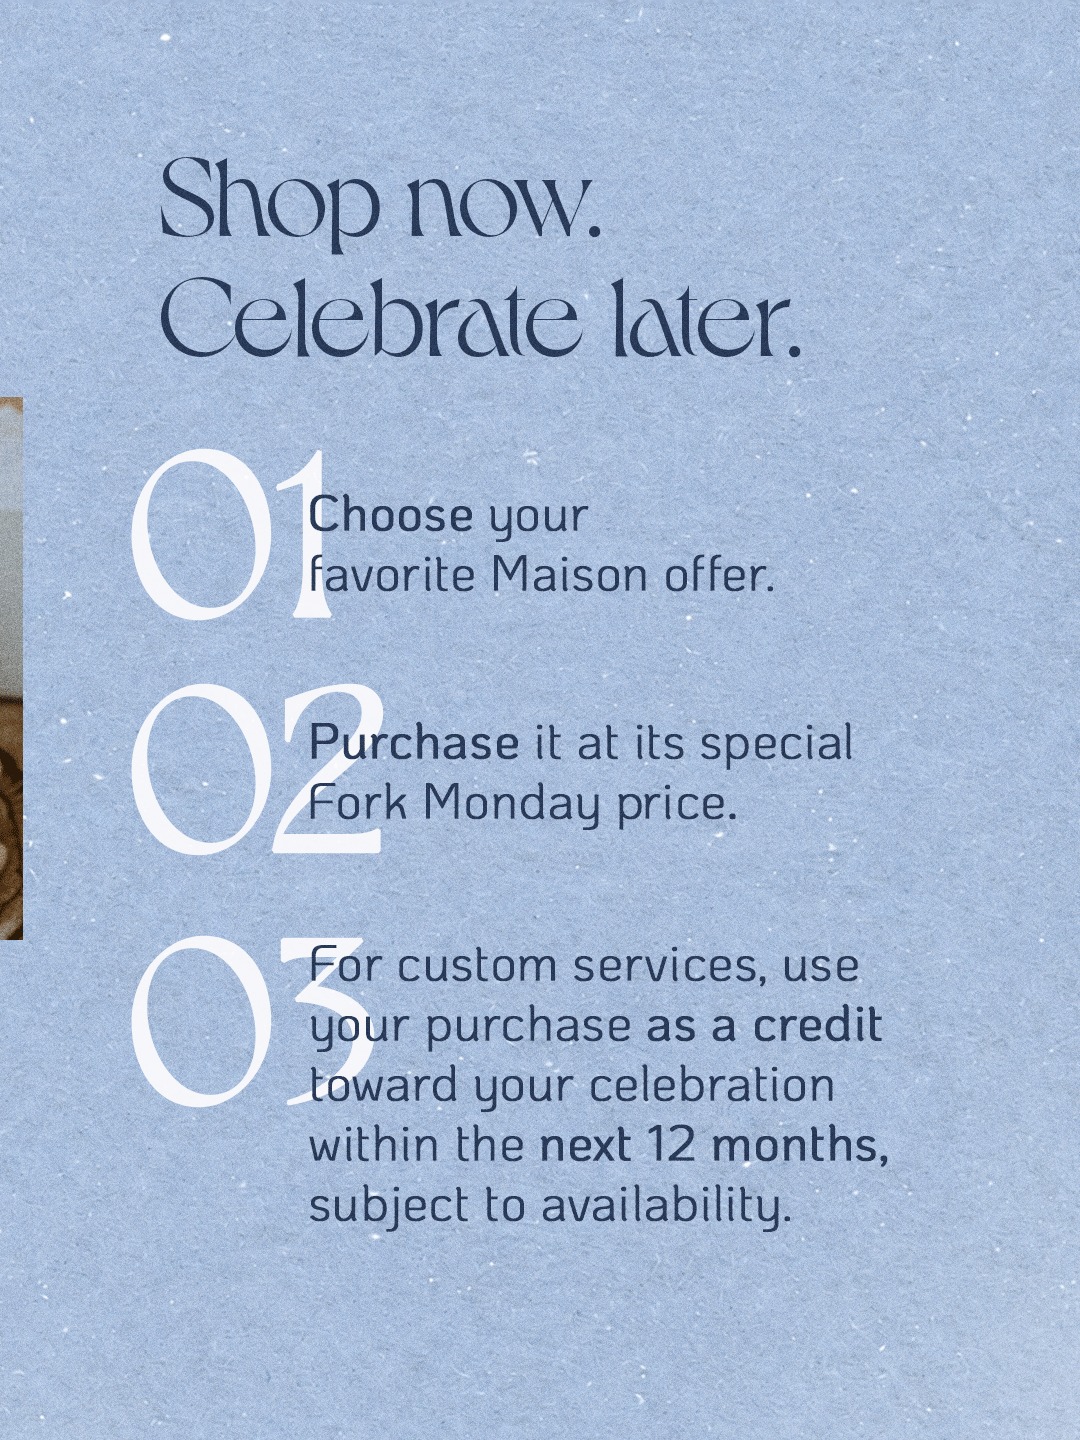 Shop now.
Celebrate later.
01
Choose your
favorite Maison offer.
02
Purchase it at its special
Fork Monday price.
03
For custom services, use
your purchase as a credit
toward your celebration
within the next 12 months,
subject to availability.